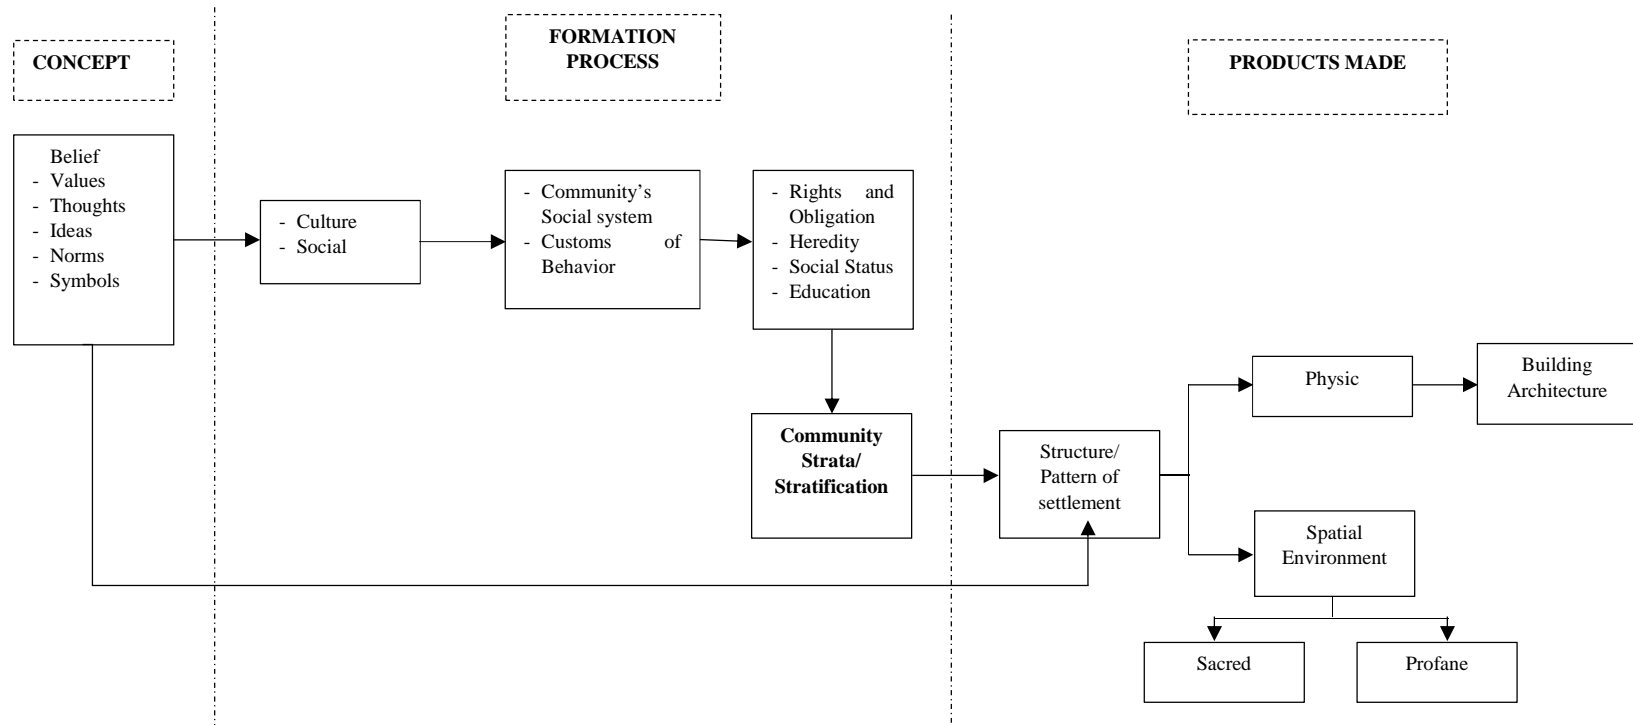 CONCEPT
FORMATION
PROCESS
PRODUCTS MADE
Belief
- Values
- Thoughts
- Ideas
- Norms
- Symbols
- Culture
- Social
- Community’s
Social system
- Customs of
Behavior
- Rights and
Obligation
- Heredity
- Social Status
- Education
Community
Strata/
Stratification
Structure/
Pattern of
settlement
Physic
Building
Architecture
Spatial
Environment
Sacred
Profane